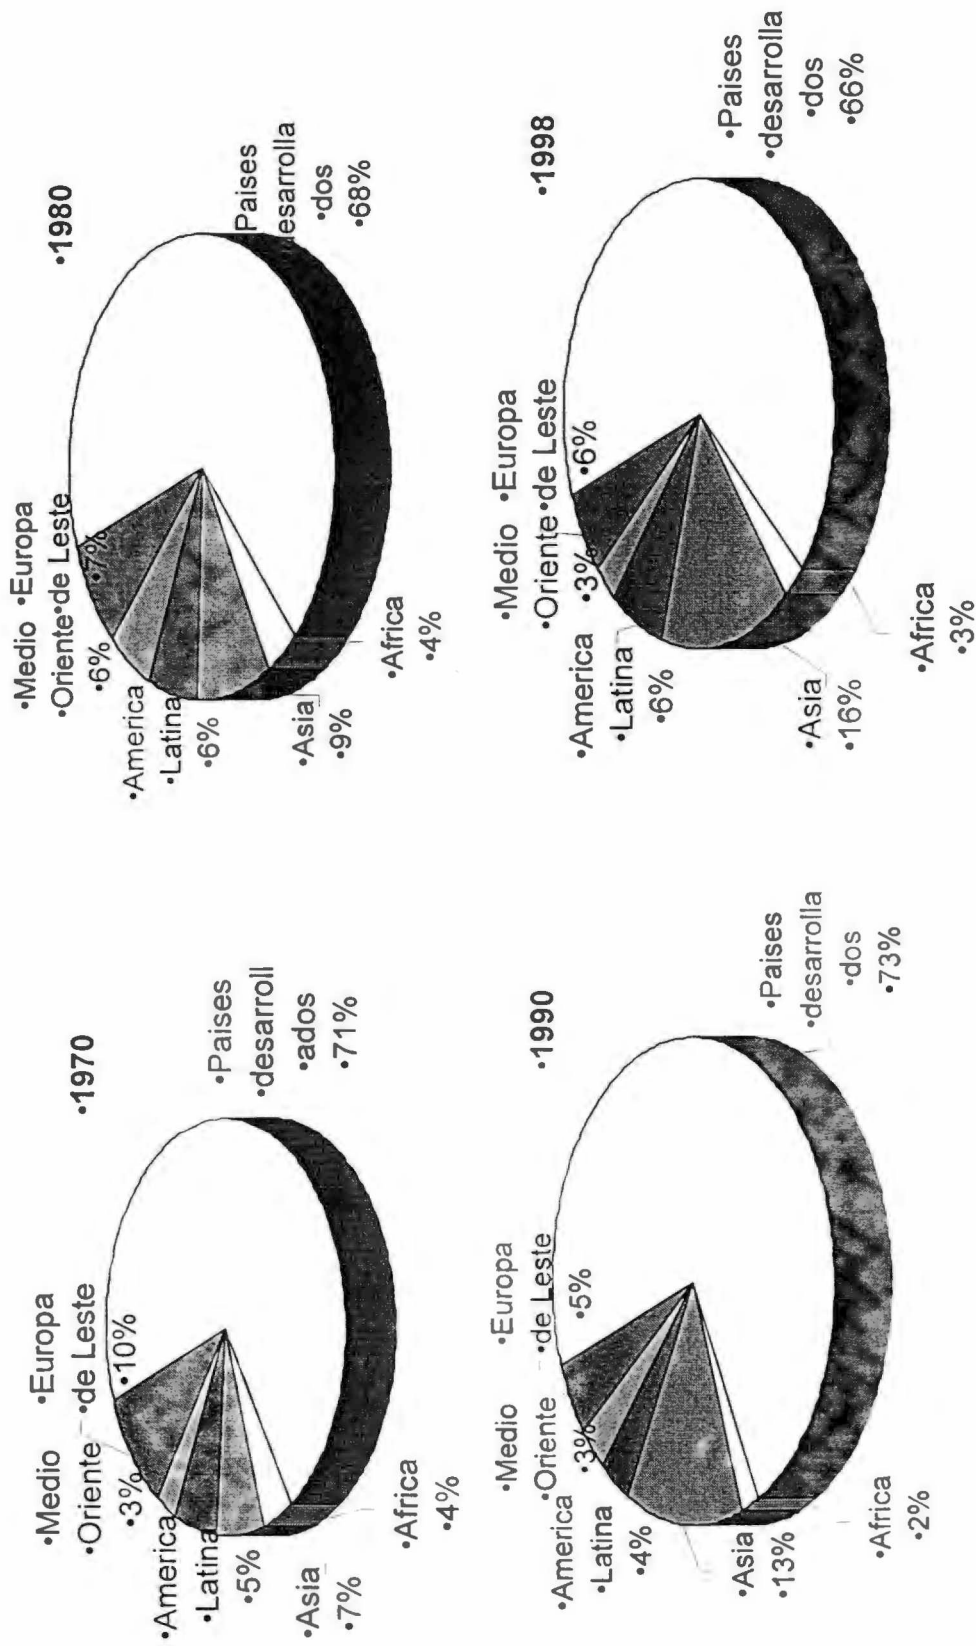 •1970
•Medio •Europa
•Oriente •de Leste
•3% •10%
•America
•Latina
•5%
•Asia
•7%
•Africa
•4%
•Paises
•desarroll
•ados
•71%
•1980
•Medio •Europa
•Oriente •de Leste
•6% •7%
•America
•Latina
•6%
•Asia
•9%
•Africa
•4%
Paises
desarrolla
•dos
•68%
•1990
•Medio •Europa
•Oriente •de Leste
•3% •5%
•America
•Latina
•4%
•Asia
•13%
•Africa
•2%
•Paises
•desarrolla
•dos
•73%
•1998
•Medio •Europa
•Oriente •de Leste
•3% •6%
•America
•Latina
•6%
•Asia
•16%
•Africa
•3%
•Paises
•desarrolla
•dos
•66%